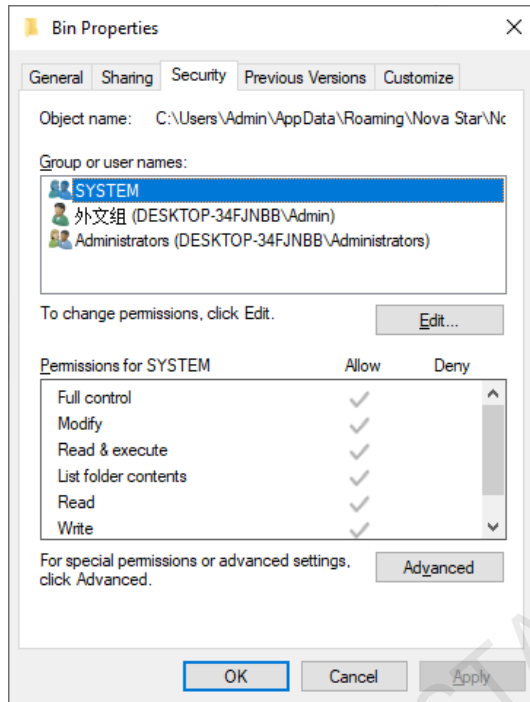 Bin Properties
General Sharing Security Previous Versions Customize
Object name: C:\Users\Admin\AppData\Roaming\Nova Star\Nc
Group or user names:
SYSTEM
外文组 (DESKTOP-34FJNBB\Admin)
Administrators (DESKTOP-34FJNBB\Administrators)
To change permissions, click Edit.
Edit...
Permissions for SYSTEM Allow Deny
Full control
Modify
Read & execute
List folder contents
Read
Write
For special permissions or advanced settings,
click Advanced.
Advanced
OK Cancel Apply